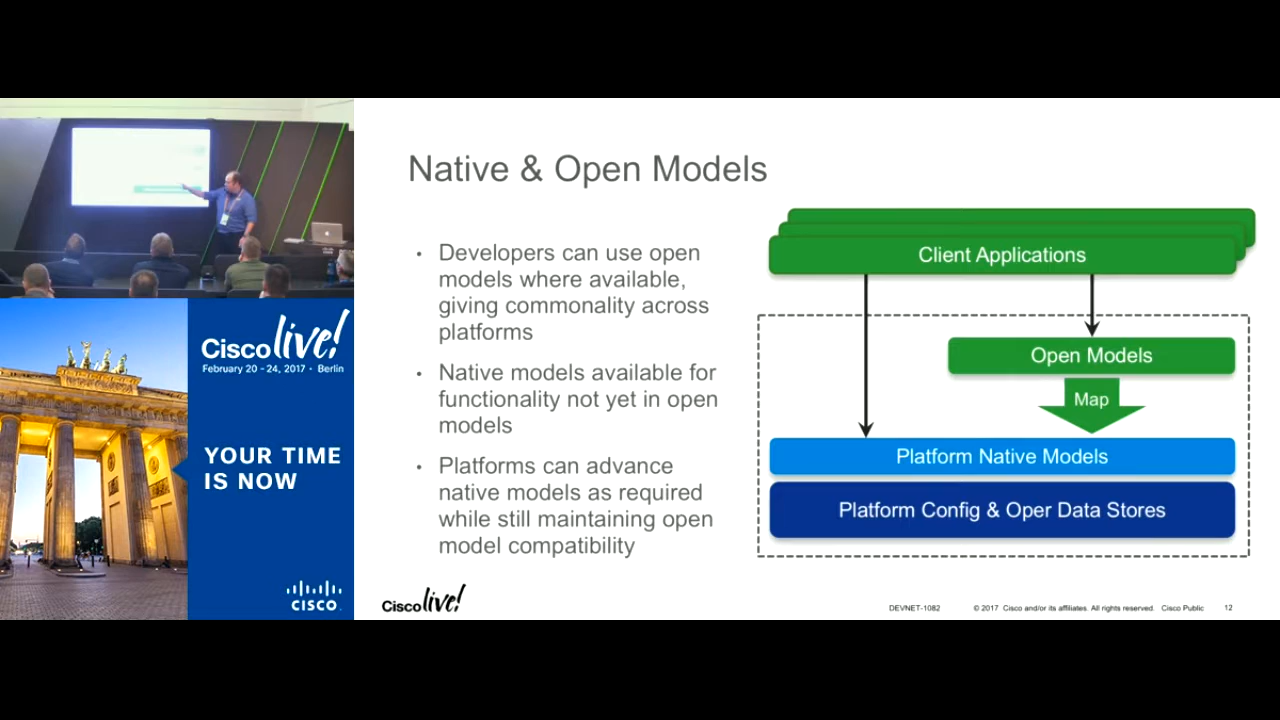 Native & Open Models
• Developers can use open
models where available,
giving commonality across
platforms
• Native models available for
functionality not yet in open
models
• Platforms can advance
native models as required
while still maintaining open
model compatibility
Client Applications
Open Models
Map
Platform Native Models
Platform Config & Oper Data Stores
Cisco live!
February 20 - 24, 2017 • Berlin
YOUR TIME
IS NOW
CISCO
Cisco live!
DEVNET-1082
© 2017 Cisco and/or its affiliates. All rights reserved. Cisco Public
12